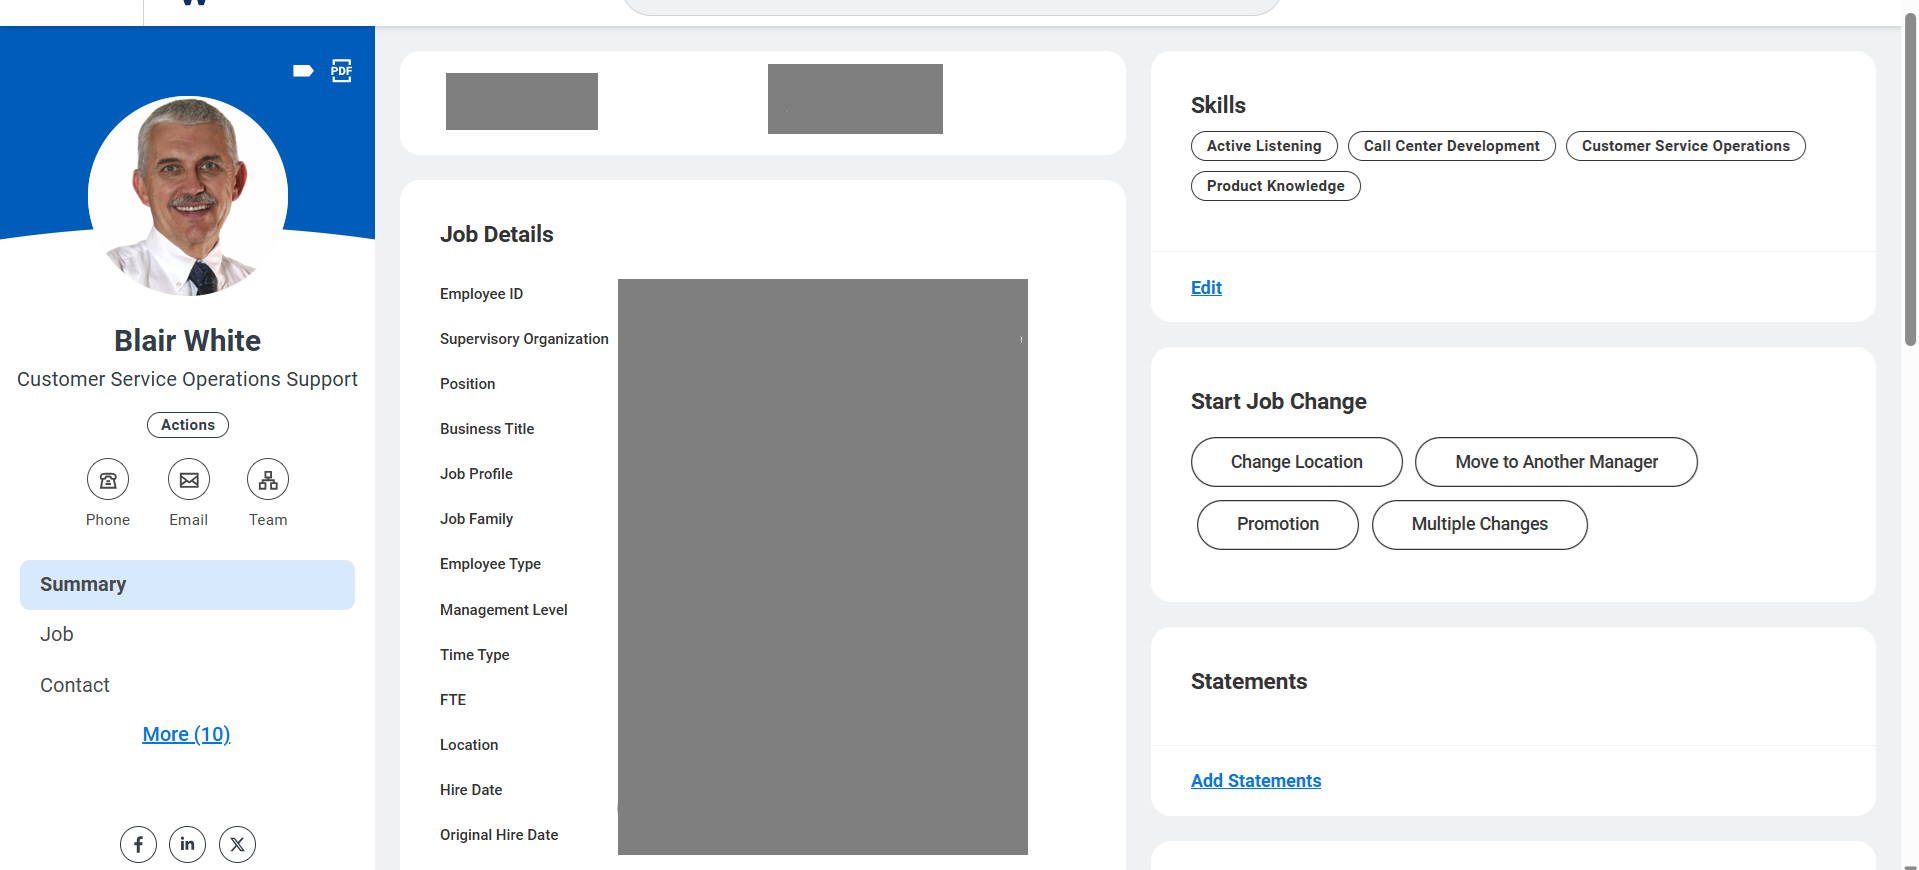 PDF
Blair White
Customer Service Operations Support
Actions
Phone
Email
Team
Summary
Job
Contact
More (10)
Job Details
Employee ID
Supervisory Organization
Position
Business Title
Job Profile
Job Family
Employee Type
Management Level
Time Type
FTE
Location
Hire Date
Original Hire Date
Skills
Active Listening
Call Center Development
Customer Service Operations
Product Knowledge
Edit
Start Job Change
Change Location
Move to Another Manager
Promotion
Multiple Changes
Statements
Add Statements